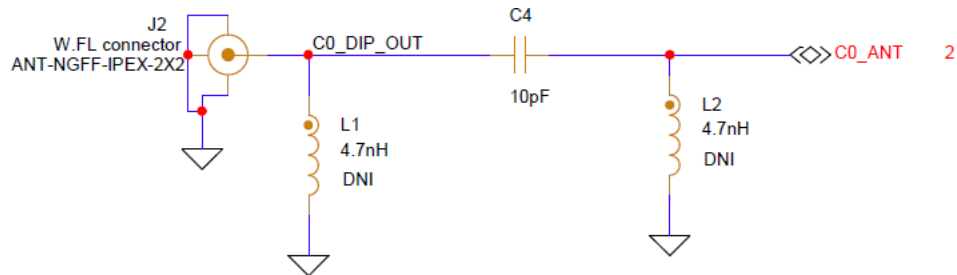 J2
W.FL connector
ANT-NGFF-IPEX-2X2
C0_DIP_OUT
C4
10pF
C0_ANT 2
L1
4.7nH
DNI
L2
4.7nH
DNI